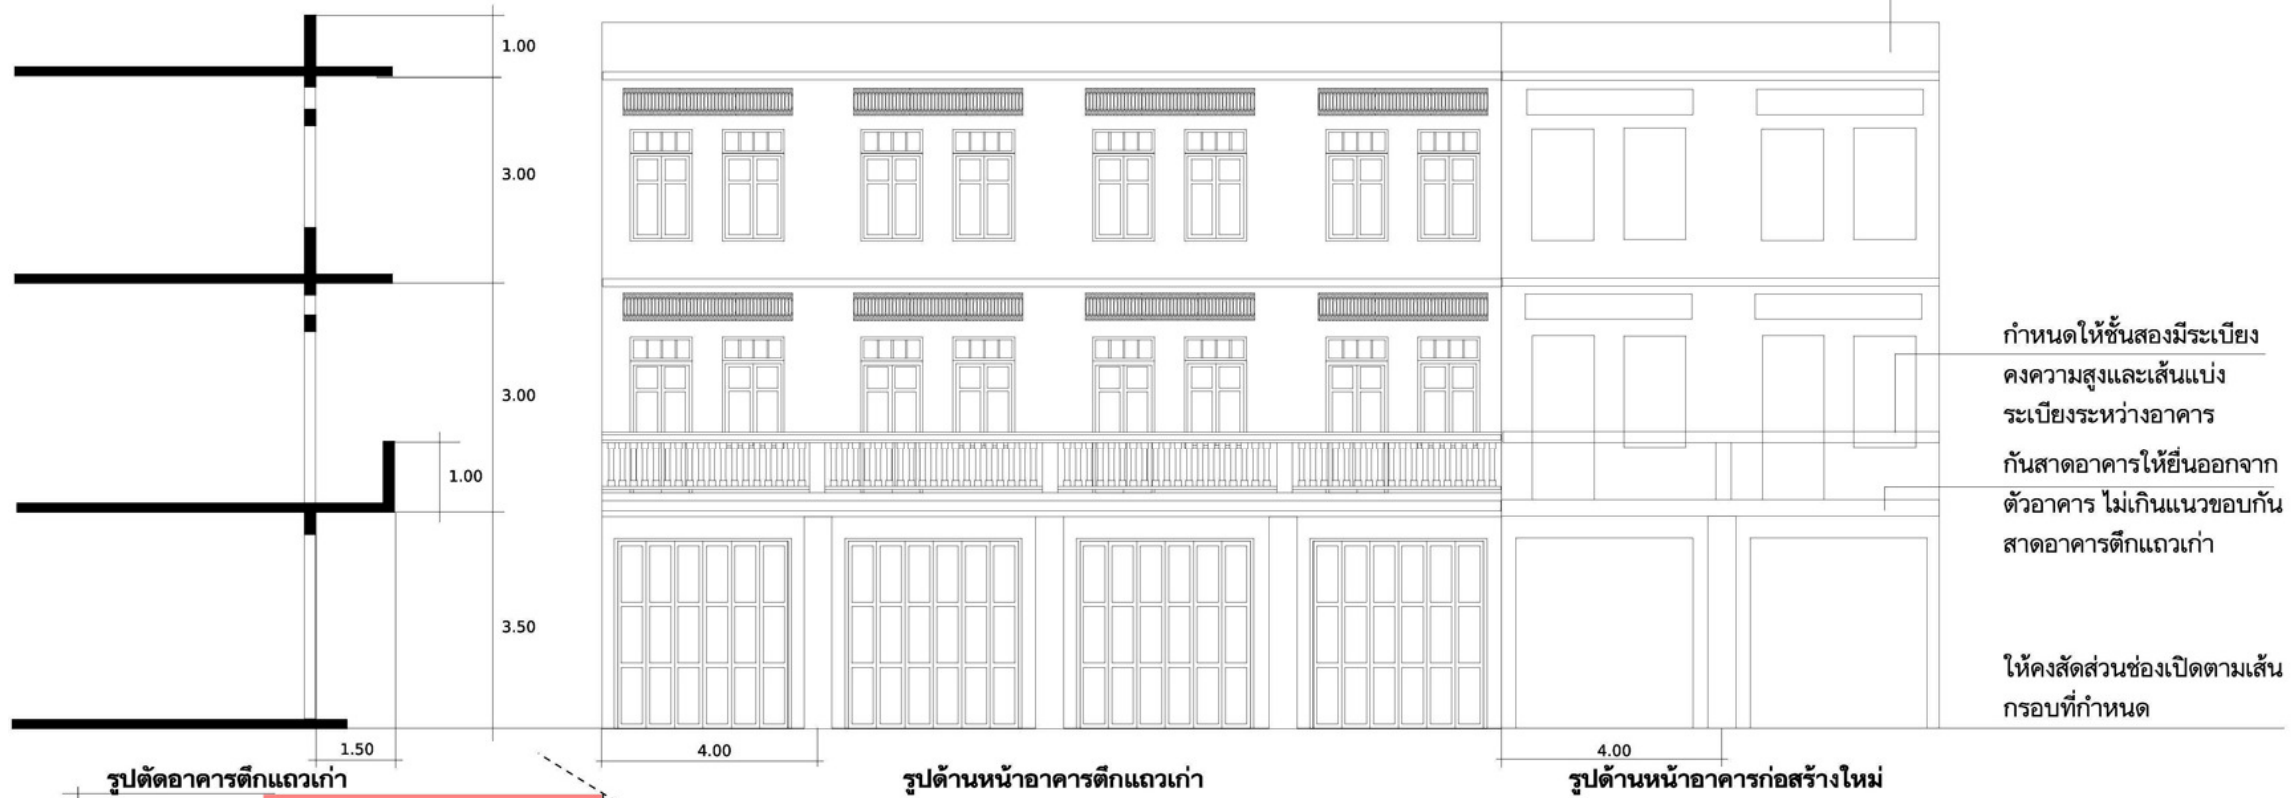 1.00
3.00
3.00
1.00
3.50
1.50
4.00
4.00
กำหนดให้ชั้นสองมีระเบียง
คงความสูงและเส้นแบ่ง
ระเบียงระหว่างอาคาร
กันสาดอาคารให้ยื่นออกจาก
ตัวอาคาร ไม่เกินแนวขอบกัน
สาดอาคารตึกแถวเก่า
ให้คงสัดส่วนช่องเปิดตามเส้น
กรอบที่กำหนด
รูปตัดอาคารตึกแถวเก่า
รูปด้านหน้าอาคารตึกแถวเก่า
รูปด้านหน้าอาคารก่อสร้างใหม่